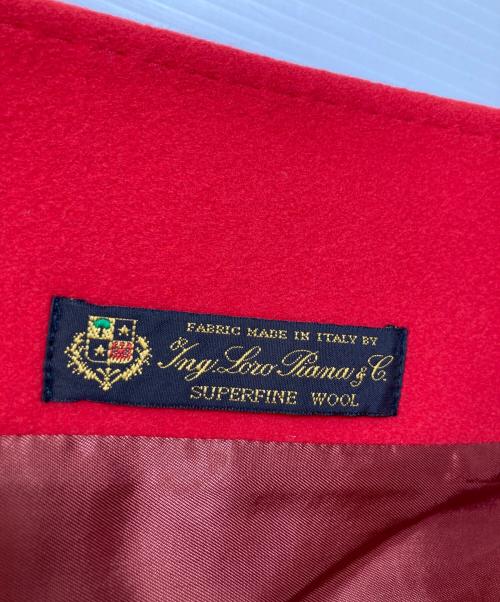 FABRIC MADE IN ITALY BY
Ing. Loro Piana & C.
SUPERFINE WOOL